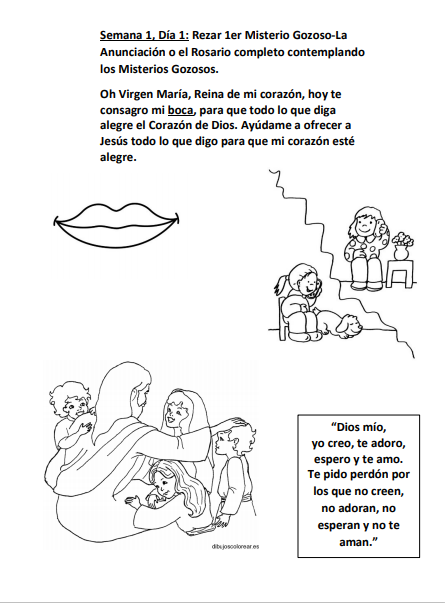 Semana 1, Día 1: Rezar 1er Misterio Gozoso-La
Anunciación o el Rosario completo contemplando
los Misterios Gozosos.
Oh Virgen María, Reina de mi corazón, hoy te
consagro mi boca, para que todo lo que diga
alegre el Corazón de Dios. Ayúdame a ofrecer a
Jesús todo lo que digo para que mi corazón esté
alegre.
dibujoscolorear.es
“Dios mío,
yo creo, te adoro,
espero y te amo.
Te pido perdón por
los que no creen,
no adoran, no
esperan y no te
aman.”